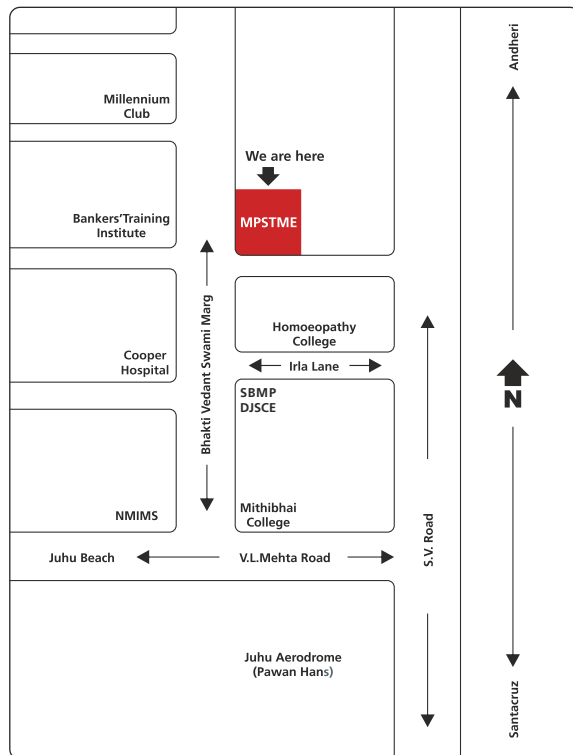 Andheri
Millennium
Club
We are here
MPSTME
Bankers'Training
Institute
Bhakti Vedant Swami Marg
Homoeopathy
College
Cooper
Hospital
Irla Lane
N
SBMP
DJSCE
NMIMS
Mithibhai
College
S.V. Road
Juhu Beach
V.L.Mehta Road
Juhu Aerodrome
(Pawan Hans)
Santacruz